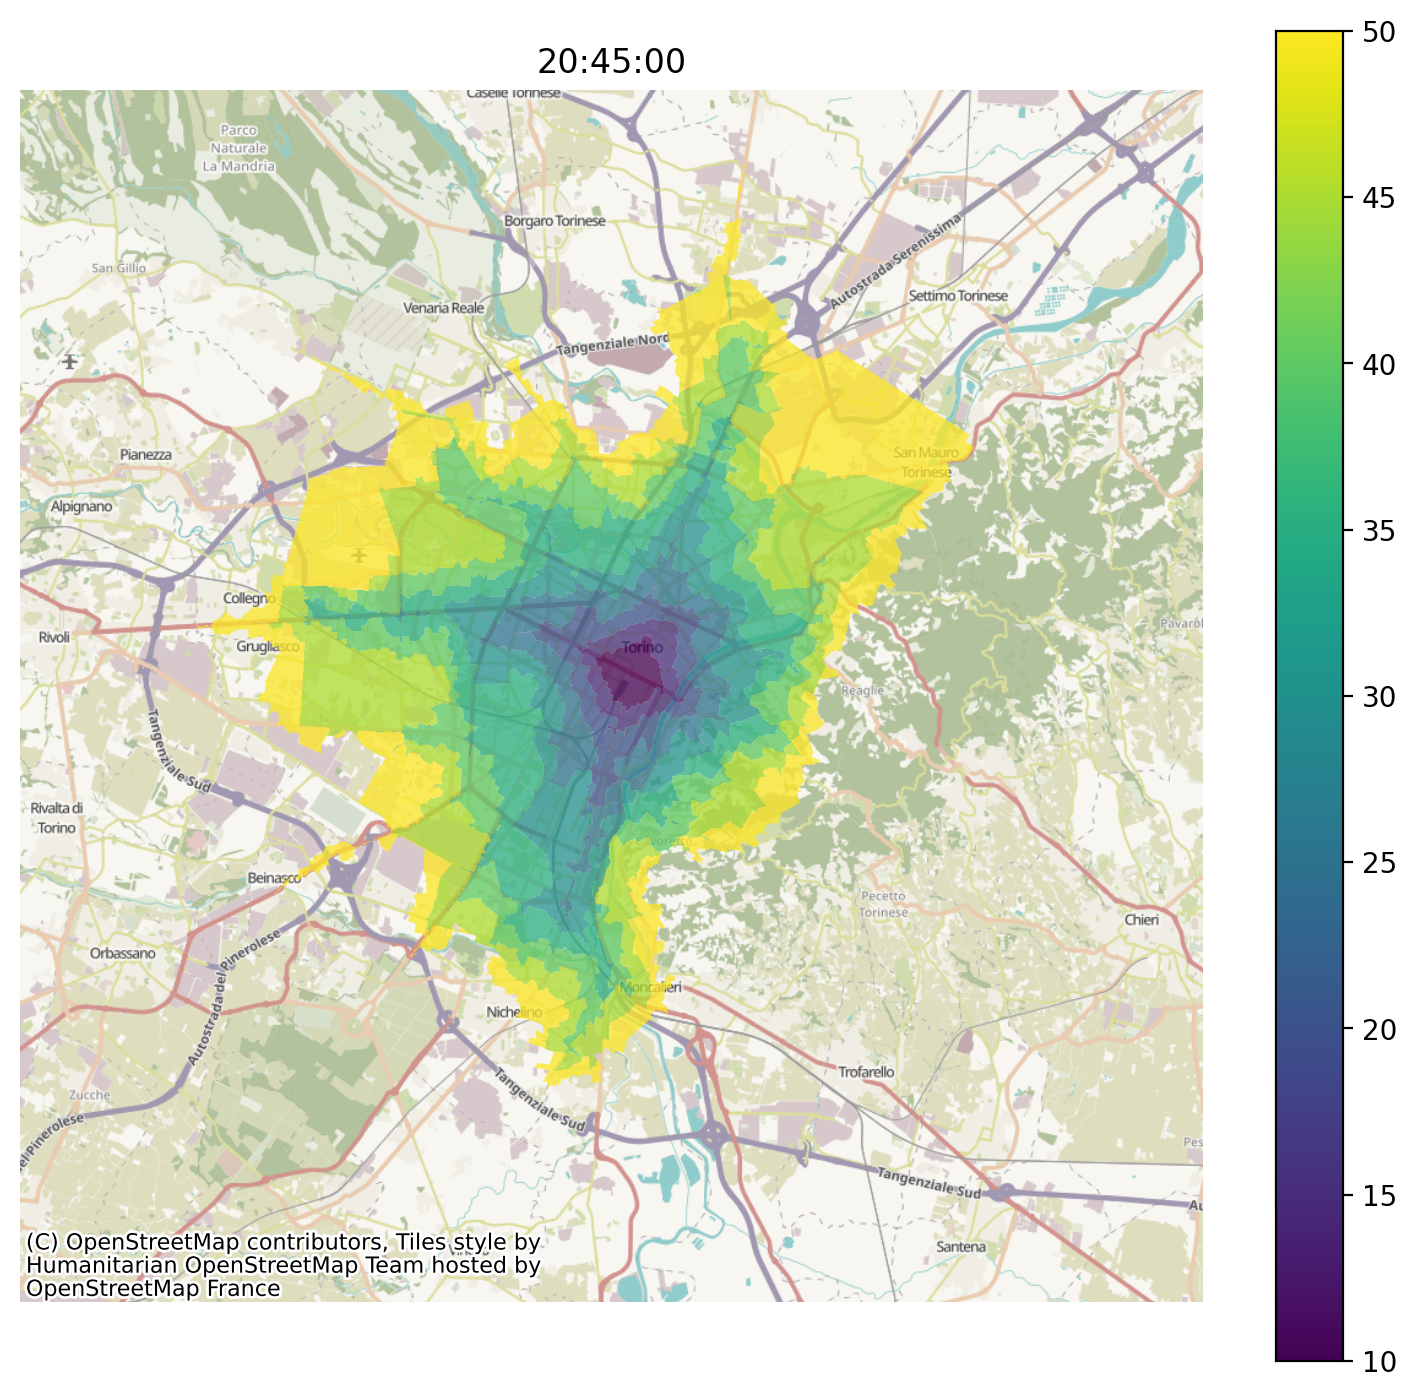 20:45:00
50
45
40
35
30
25
20
15
10
Caselle Torinese
Parco
Naturale
La Mandria
Borgaro Torinese
Autostrada Serenissima
San Gillio
Venaria Reale
Settimo Torinese
Tangenziale Nord
Pianezza
San Mauro
Torinese
Alpignano
Collegno
Rivoli
Grugliasco
Torino
Reaglie
Tangenziale Sud
Rivalta di
Torino
Cavoretto
Beinasco
Pecetto
Torinese
Chieri
Orbassano
Autostrada del Pinerolese
Moncalieri
Nichelino
Trofarello
Zucche
Tangenziale Sud
Tangenziale Sud
Santena
(C) OpenStreetMap contributors, Tiles style by
Humanitarian OpenStreetMap Team hosted by
OpenStreetMap France